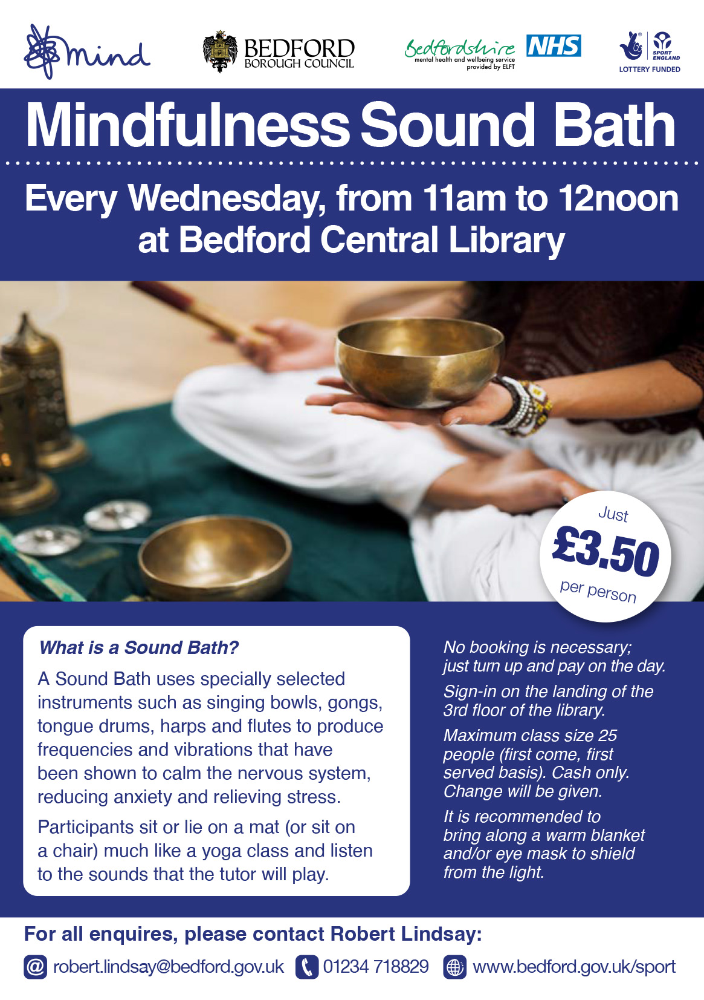 mind
BEDFORD
BOROUGH COUNCIL
Bedfordshire
mental health and wellbeing service
provided by ELFT
NHS
®
SPORT
ENGLAND
LOTTERY FUNDED
Mindfulness Sound Bath
Every Wednesday, from 11am to 12noon
at Bedford Central Library
Just
£3.50
per person
What is a Sound Bath?
A Sound Bath uses specially selected
instruments such as singing bowls, gongs,
tongue drums, harps and flutes to produce
frequencies and vibrations that have
been shown to calm the nervous system,
reducing anxiety and relieving stress.
Participants sit or lie on a mat (or sit on
a chair) much like a yoga class and listen
to the sounds that the tutor will play.
No booking is necessary;
just turn up and pay on the day.
Sign-in on the landing of the
3rd floor of the library.
Maximum class size 25
people (first come, first
served basis). Cash only.
Change will be given.
It is recommended to
bring along a warm blanket
and/or eye mask to shield
from the light.
For all enquires, please contact Robert Lindsay:
@ robert.lindsay@bedford.gov.uk 01234 718829 www.bedford.gov.uk/sport